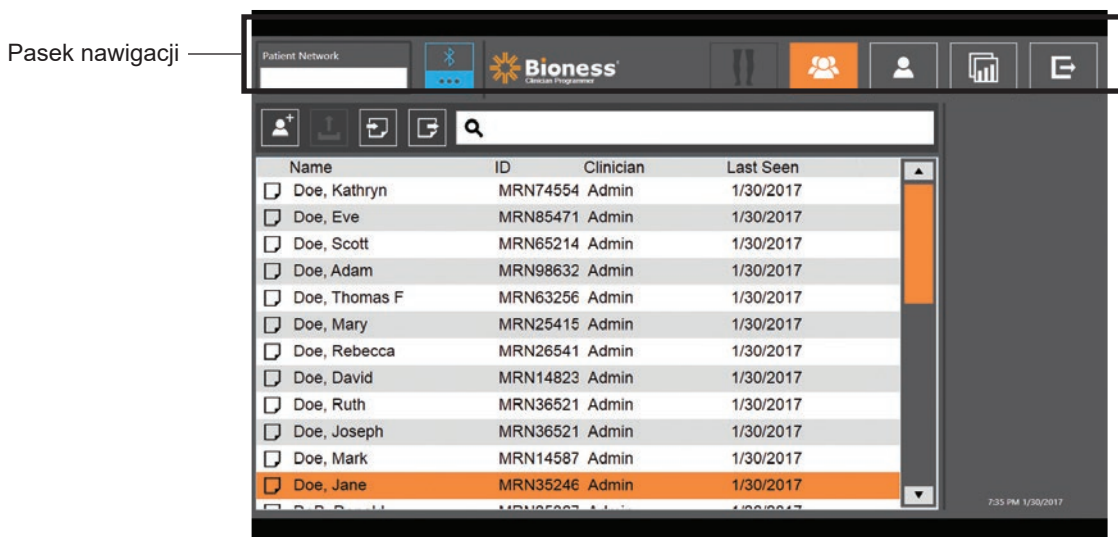 Pasek nawigacji
Patient Network
Bioness
Clinician Programmer
Name ID Clinician Last Seen
Doe, Kathryn MRN74554 Admin 1/30/2017
Doe, Eve MRN85471 Admin 1/30/2017
Doe, Scott MRN65214 Admin 1/30/2017
Doe, Adam MRN98632 Admin 1/30/2017
Doe, Thomas F MRN63256 Admin 1/30/2017
Doe, Mary MRN25415 Admin 1/30/2017
Doe, Rebecca MRN26541 Admin 1/30/2017
Doe, David MRN14823 Admin 1/30/2017
Doe, Ruth MRN36521 Admin 1/30/2017
Doe, Joseph MRN36521 Admin 1/30/2017
Doe, Mark MRN14587 Admin 1/30/2017
Doe, Jane MRN35246 Admin 1/30/2017
7:35 PM 1/30/2017